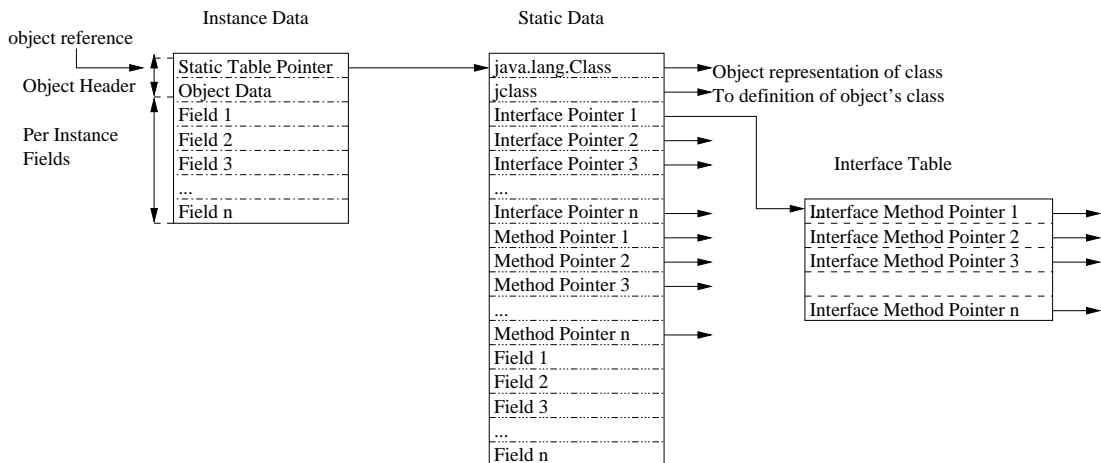 Instance Data
Static Data
object reference
Object Header
Per Instance
Fields
Static Table Pointer
Object Data
Field 1
Field 2
Field 3
...
Field n
java.lang.Class
jclass
Interface Pointer 1
Interface Pointer 2
Interface Pointer 3
...
Interface Pointer n
Method Pointer 1
Method Pointer 2
Method Pointer 3
...
Method Pointer n
Field 1
Field 2
Field 3
...
Field n
Object representation of class
To definition of object's class
Interface Table
Interface Method Pointer 1
Interface Method Pointer 2
Interface Method Pointer 3
Interface Method Pointer n